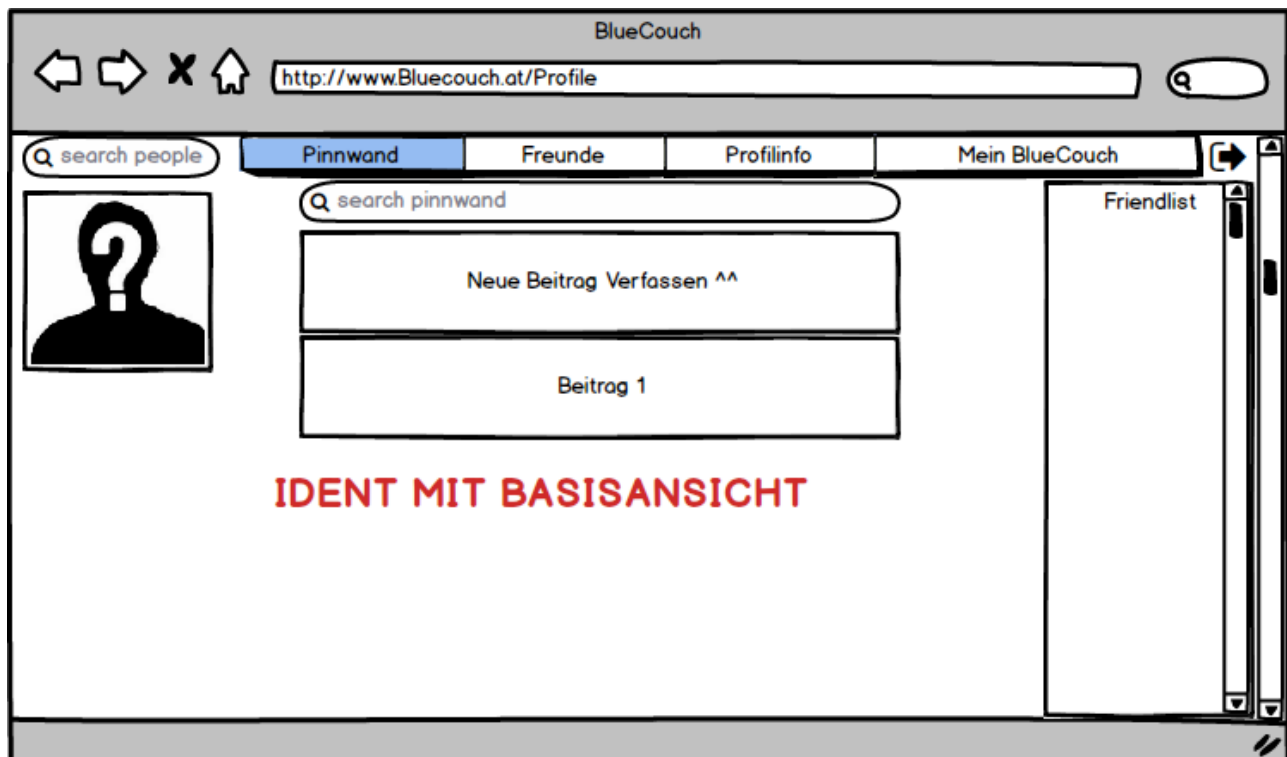 BlueCouch
http://www.Bluecouch.at/Profile
search people
Pinnwand
Freunde
Profilinfo
Mein BlueCouch
search pinnwand
Friendlist
Neue Beitrag Verfassen ^^
Beitrag 1
IDENT MIT BASISANSICHT